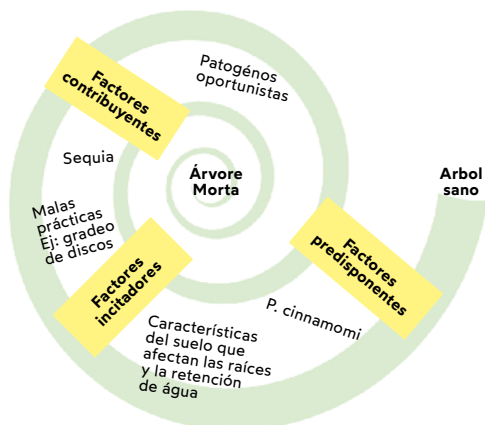 Patogénos
oportunistas
Factores
contribuyentes
Sequia
Árvore
Morta
Arbol
sano
Malas
prácticas
Ej: gradeo
de discos
Factores
incitadores
Factores
predisponentes
P. cinnamomi
Características
del suelo que
afectan las raíces
y la retención
de água